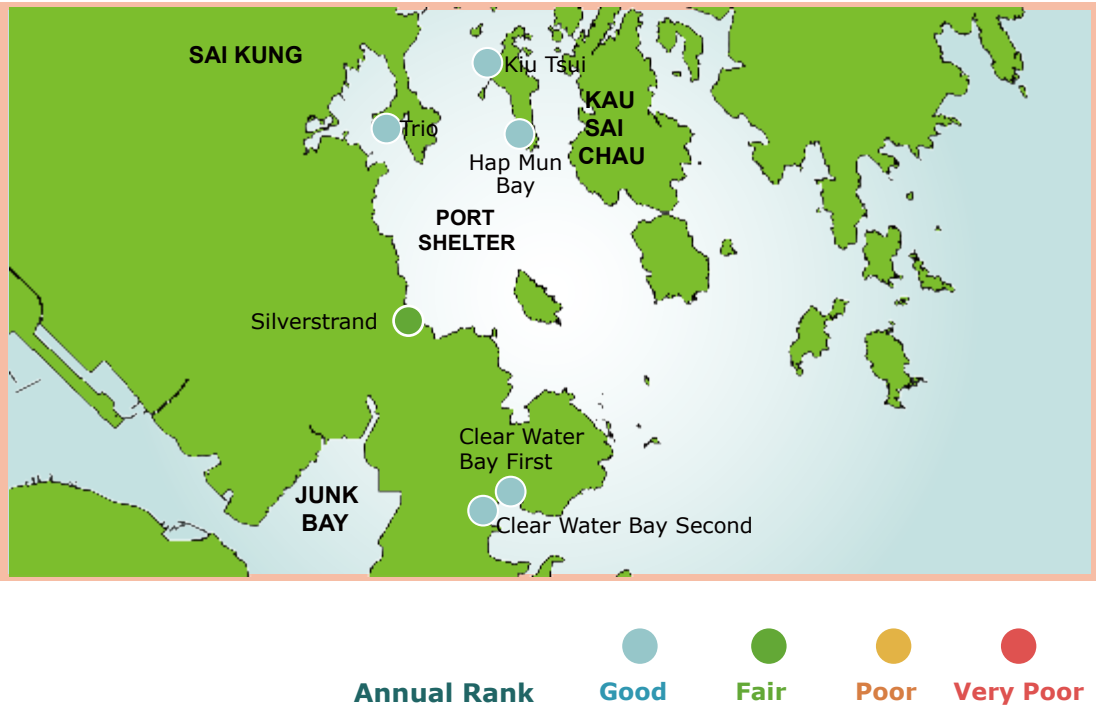 SAI KUNG
Kiu Tsui
KAU
SAI
CHAU
Trio
Hap Mun
Bay
PORT
SHELTER
Silverstrand
Clear Water
Bay First
JUNK
BAY
Clear Water Bay Second
Annual Rank
Good
Fair
Poor
Very Poor